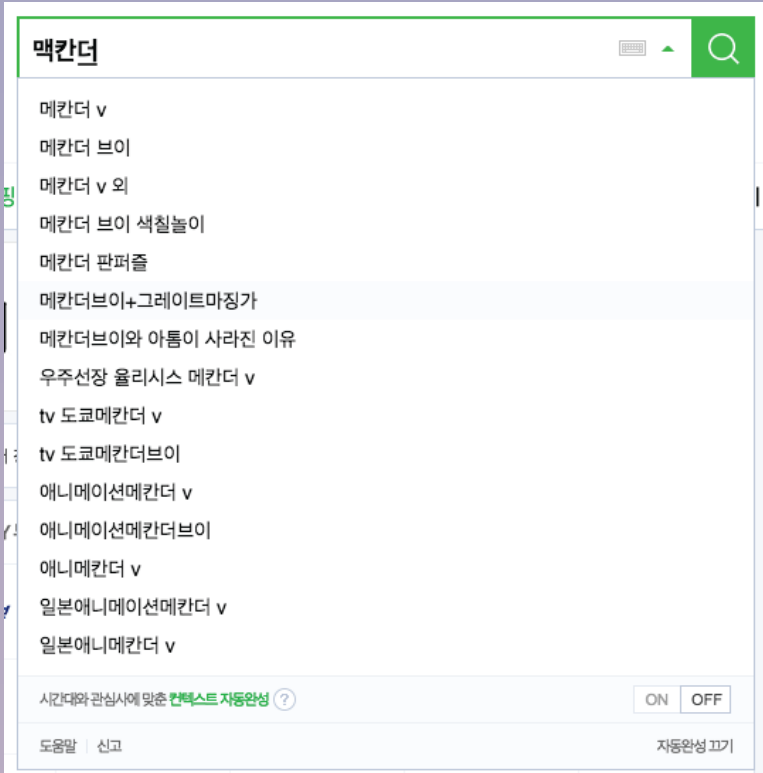 맥칸더
메칸더 v
메칸더 브이
메칸더 v 외
메칸더 브이 색칠놀이
메칸더 판퍼즐
메칸더브이+그레이트마징가
메칸더브이와 아톰이 사라진 이유
우주선장 율리시스 메칸더 v
tv 도쿄메칸더 v
tv 도쿄메칸더브이
애니메이션메칸더 v
애니메이션메칸더브이
애니메칸더 v
일본애니메이션메칸더 v
일본애니메칸더 v
시간대와 관심사에 맞춘 컨텍스트 자동완성 ? ON OFF
도움말 신고 자동완성 끄기